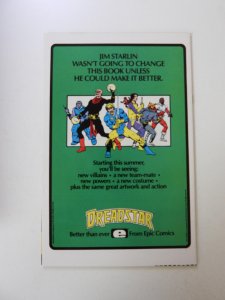 JIM STARLIN
WASN'T GOING TO CHANGE
THIS BOOK UNLESS
HE COULD MAKE IT BETTER.
Starting this summer,
you'll be seeing:
new villains • a new team-mate •
new powers • a new costume •
plus the same great artwork and action
DREADSTAR
Better than ever
From Epic Comics